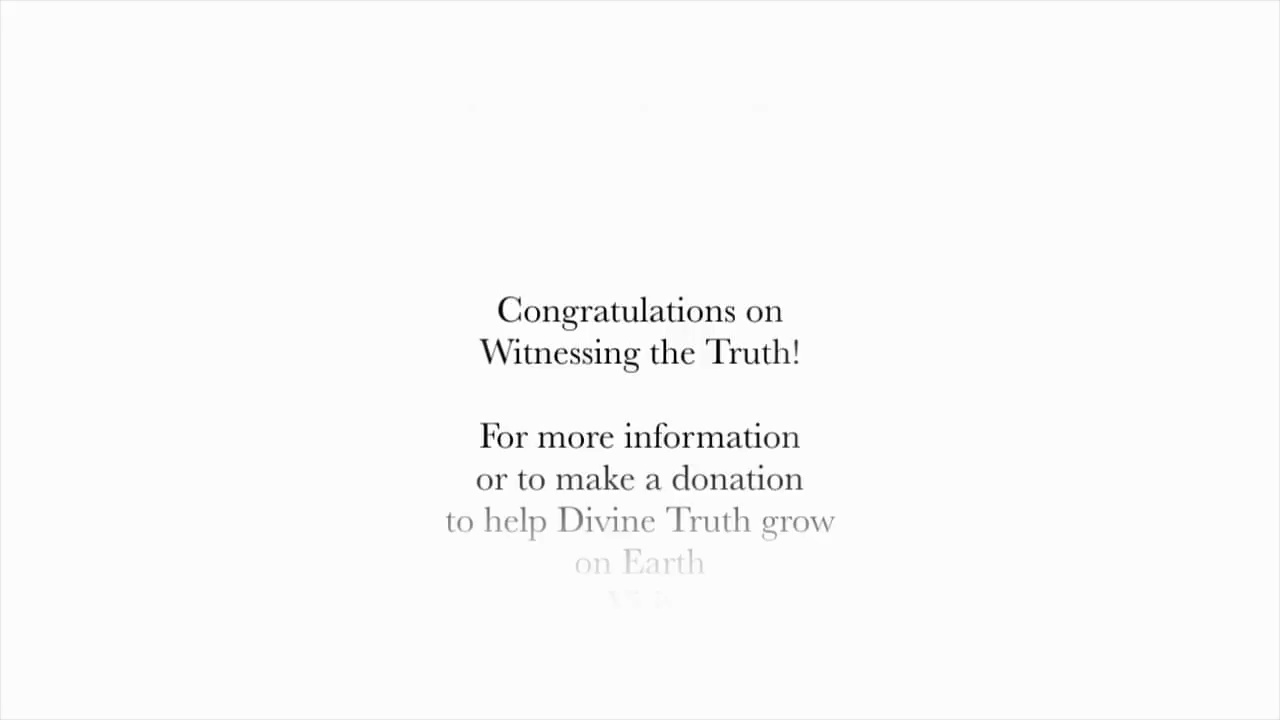 Congratulations on
Witnessing the Truth!
For more information
or to make a donation
to help Divine Truth grow
on Earth